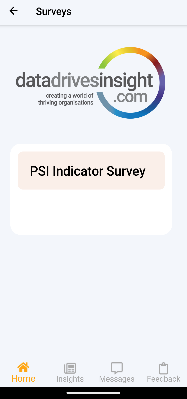 Surveys
datadrivesinsight
.com
creating a world of
thriving organisations
PSI Indicator Survey
Home Insights Messages Feedback